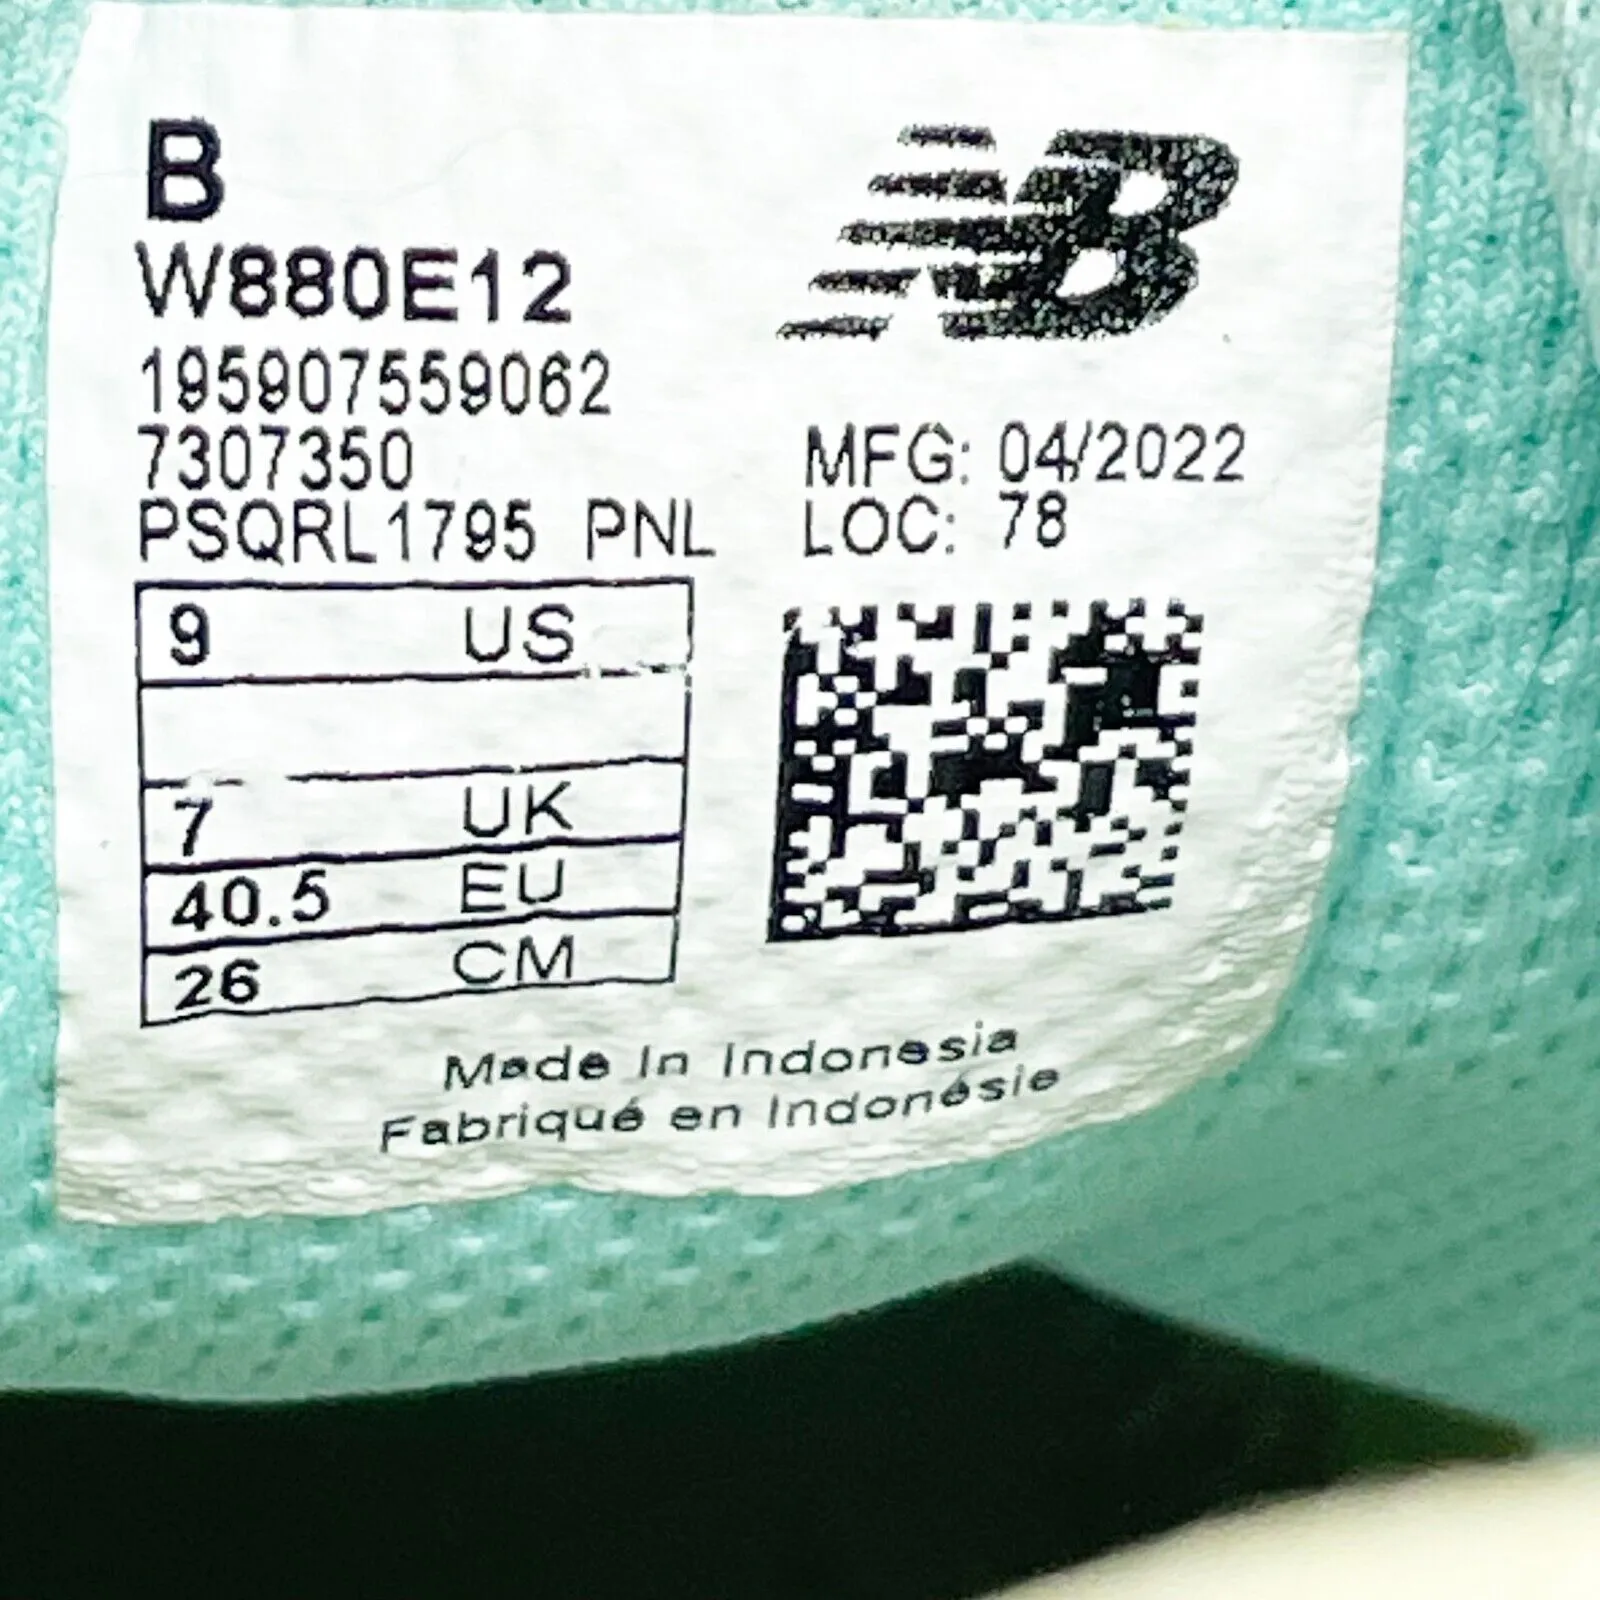 B
W880E12
195907559062
7307350
PSQRL1795 PNL
NB
MFG: 04/2022
LOC: 78
9 US
7 UK
40.5 EU
26 CM
Made In Indonesia
Fabriqué en Indonésie